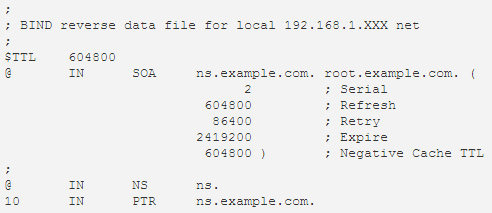 ;
; BIND reverse data file for local 192.168.1.XXX net
;
$TTL    604800
@       IN      SOA     ns.example.com. root.example.com. (
                              2         ; Serial
                         604800         ; Refresh
                          86400         ; Retry
                        2419200         ; Expire
                         604800 )       ; Negative Cache TTL
;
@       IN      NS      ns.
10      IN      PTR     ns.example.com.